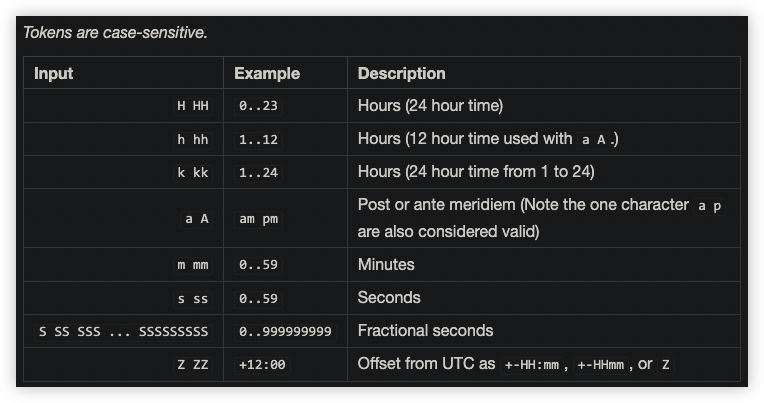 Tokens are case-sensitive.
Input Example Description
H HH 0..23 Hours (24 hour time)
h hh 1..12 Hours (12 hour time used with a A .)
k kk 1..24 Hours (24 hour time from 1 to 24)
a A am pm Post or ante meridiem (Note the one character a p
are also considered valid)
m mm 0..59 Minutes
s ss 0..59 Seconds
S SS SSS ... SSSSSSSSS 0..999999999 Fractional seconds
Z ZZ +12:00 Offset from UTC as +-HH:mm , +-HHmm , or Z